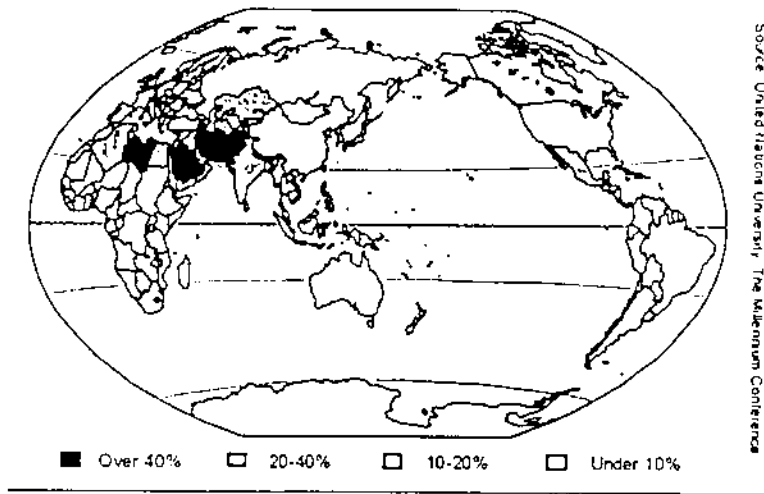 Over 40% 20-40% 10-20% Under 10%
Source United Nations University The Millennium Conference